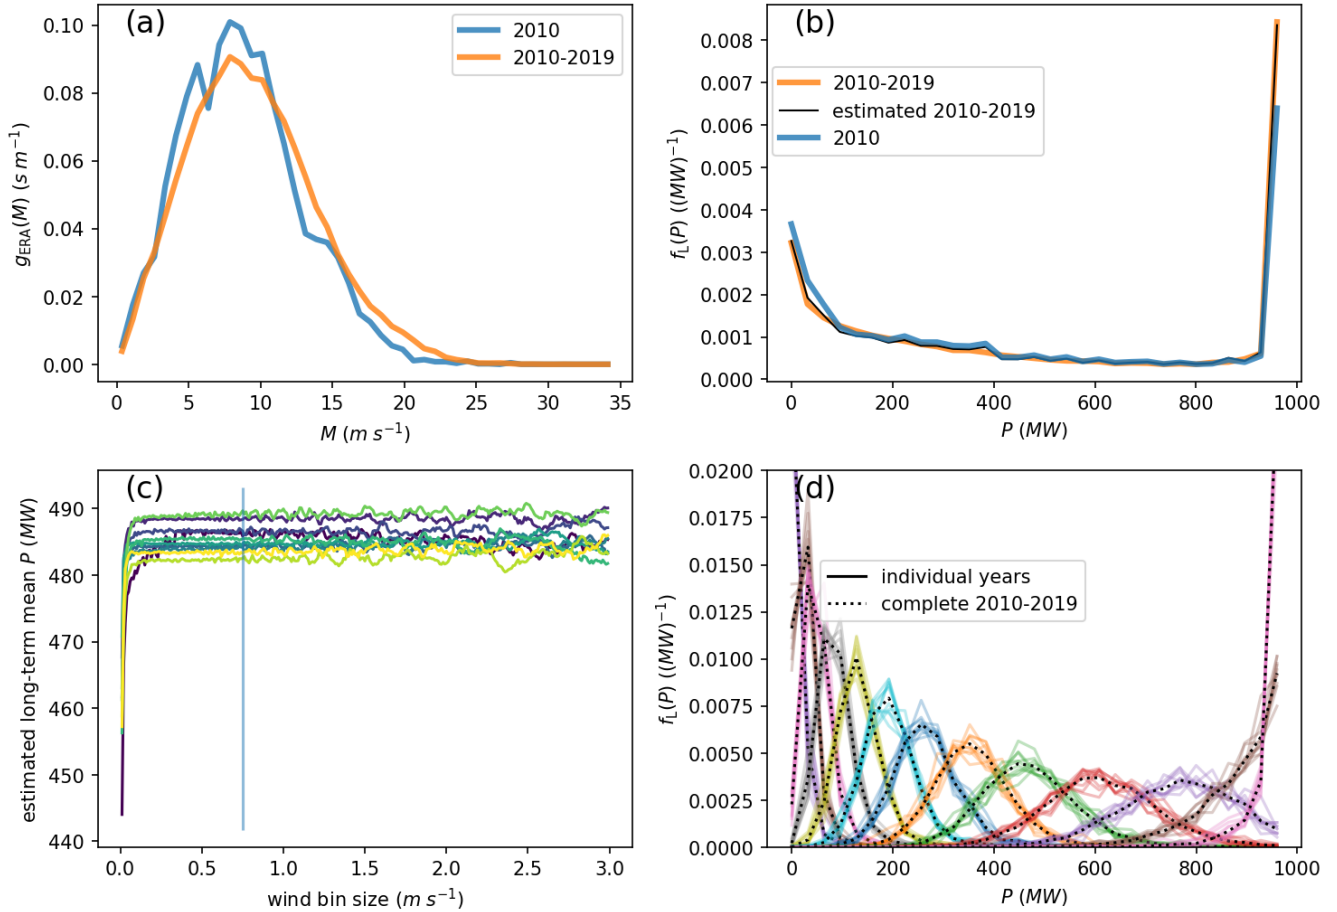 (a)
2010
2010-2019
0.10
0.08
0.06
0.04
0.02
0.00
g_ERA(M) (s m⁻¹)
0 5 10 15 20 25 30 35
M (m s⁻¹)
(b)
2010-2019
estimated 2010-2019
2010
0.008
0.007
0.006
0.005
0.004
0.003
0.002
0.001
0.000
f_L(P) ((MW)⁻¹)
0 200 400 600 800 1000
P (MW)
(c)
490
480
470
460
450
440
estimated long-term mean P (MW)
0.0 0.5 1.0 1.5 2.0 2.5 3.0
wind bin size (m s⁻¹)
(d)
individual years
complete 2010-2019
0.0200
0.0175
0.0150
0.0125
0.0100
0.0075
0.0050
0.0025
0.0000
f_L(P) ((MW)⁻¹)
0 200 400 600 800 1000
P (MW)